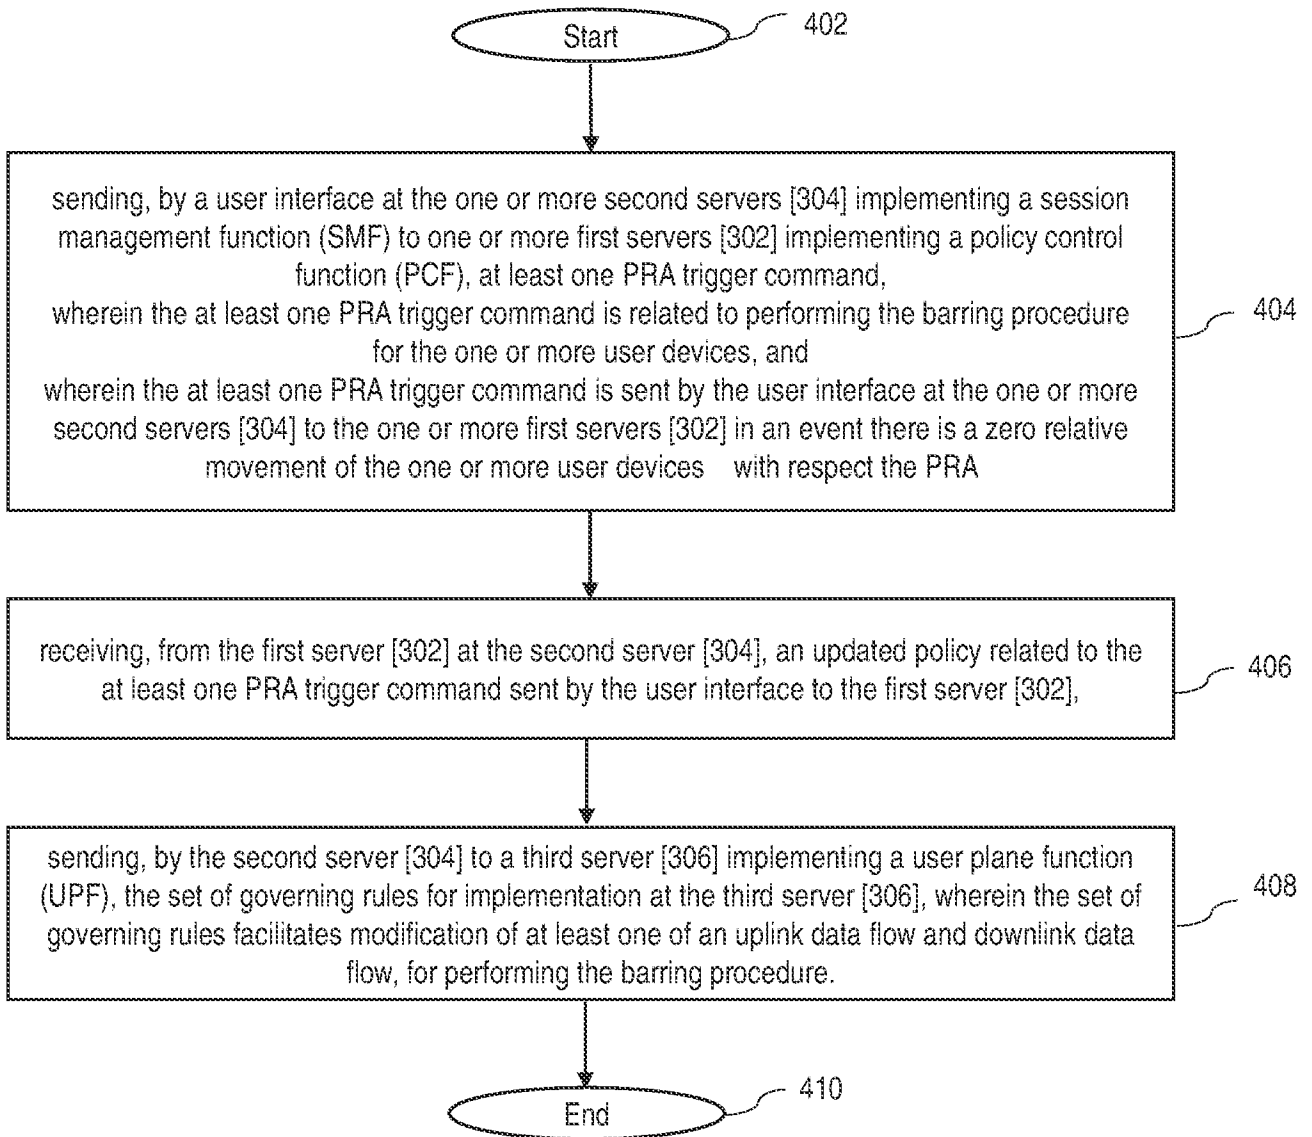 Start
402
sending, by a user interface at the one or more second servers [304] implementing a session
management function (SMF) to one or more first servers [302] implementing a policy control
function (PCF), at least one PRA trigger command,
wherein the at least one PRA trigger command is related to performing the barring procedure
for the one or more user devices, and
wherein the at least one PRA trigger command is sent by the user interface at the one or more
second servers [304] to the one or more first servers [302] in an event there is a zero relative
movement of the one or more user devices with respect the PRA
404
receiving, from the first server [302] at the second server [304], an updated policy related to the
at least one PRA trigger command sent by the user interface to the first server [302],
406
sending, by the second server [304] to a third server [306] implementing a user plane function
(UPF), the set of governing rules for implementation at the third server [306], wherein the set of
governing rules facilitates modification of at least one of an uplink data flow and downlink data
flow, for performing the barring procedure.
408
End
410